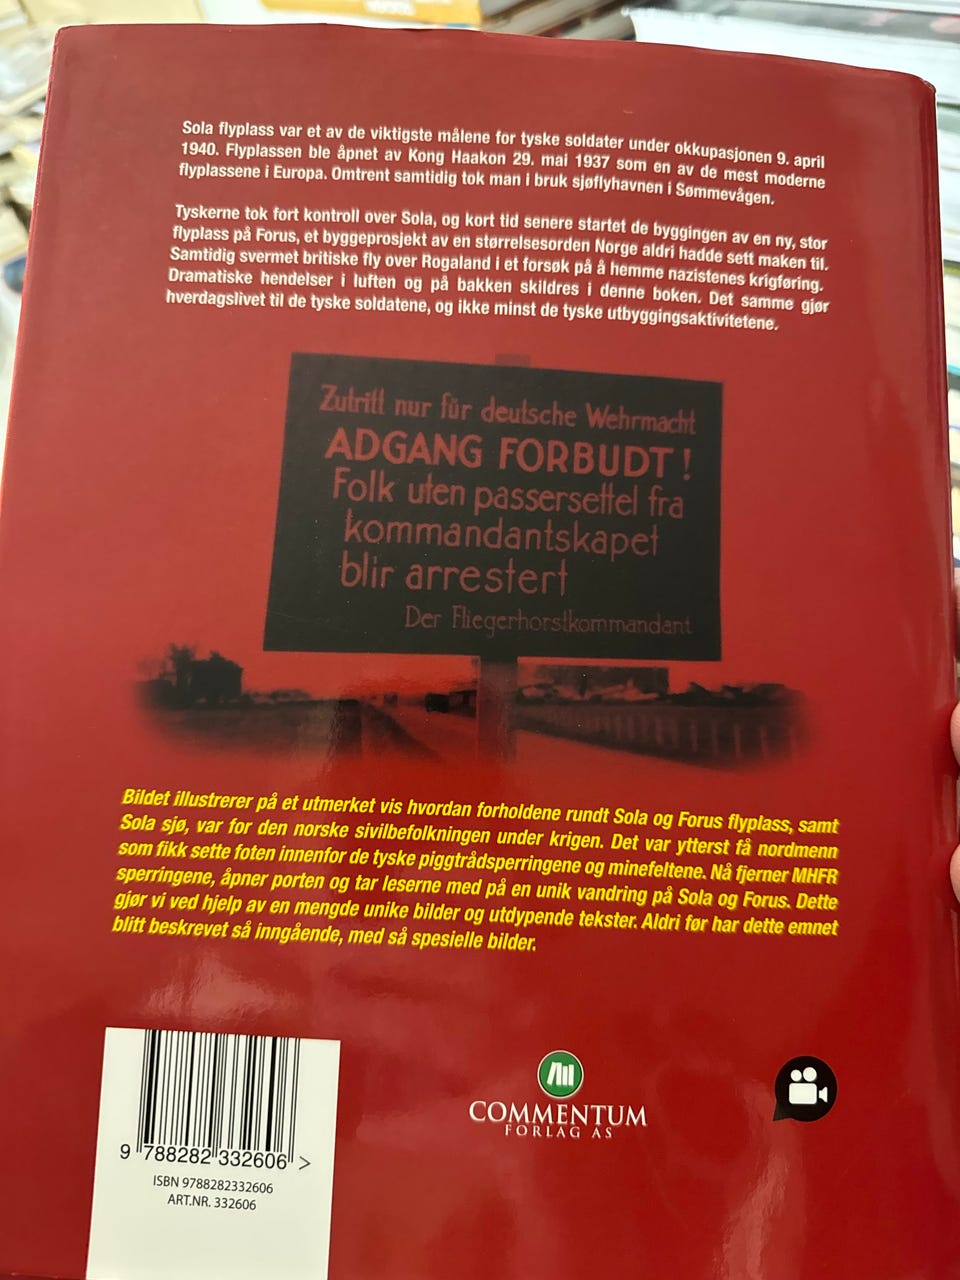 Sola flyplass var et av de viktigste målene for tyske soldater under okkupasjonen 9. april
1940. Flyplassen ble åpnet av Kong Haakon 29. mai 1937 som en av de mest moderne
flyplassene i Europa. Omtrent samtidig tok man i bruk sjøflyhavnen i Sømmevågen.
Tyskerne tok fort kontroll over Sola, og kort tid senere startet de byggingen av en ny, stor
flyplass på Forus, et byggeprosjekt av en størrelsesorden Norge aldri hadde sett maken til.
Samtidig svermet britiske fly over Rogaland i et forsøk på å hemme nazistenes krigføring.
Dramatiske hendelser i luften og på bakken skildres i denne boken. Det samme gjør
hverdagslivet til de tyske soldatene, og ikke minst de tyske utbyggingsaktivitetene.
Zutritt nur für deutsche Wehrmacht
ADGANG FORBUDT!
Folk uten passersettel fra
kommandantskapet
blir arrestert
Der Fliegerhorstkommandant
Bildet illustrerer på et utmerket vis hvordan forholdene rundt Sola og Forus flyplass, samt
Sola sjø, var for den norske sivilbefolkningen under krigen. Det var ytterst få nordmenn
som fikk sette foten innenfor de tyske piggtrådsperringene og minefeltene. Nå fjerner MHFR
sperringene, åpner porten og tar leserne med på en unik vandring på Sola og Forus. Dette
gjør vi ved hjelp av en mengde unike bilder og utdypende tekster. Aldri før har dette emnet
blitt beskrevet så inngående, med så spesielle bilder.
COMMENTUM
FORLAG AS
9 788282 332606 >
ISBN 9788282332606
ART.NR. 332606